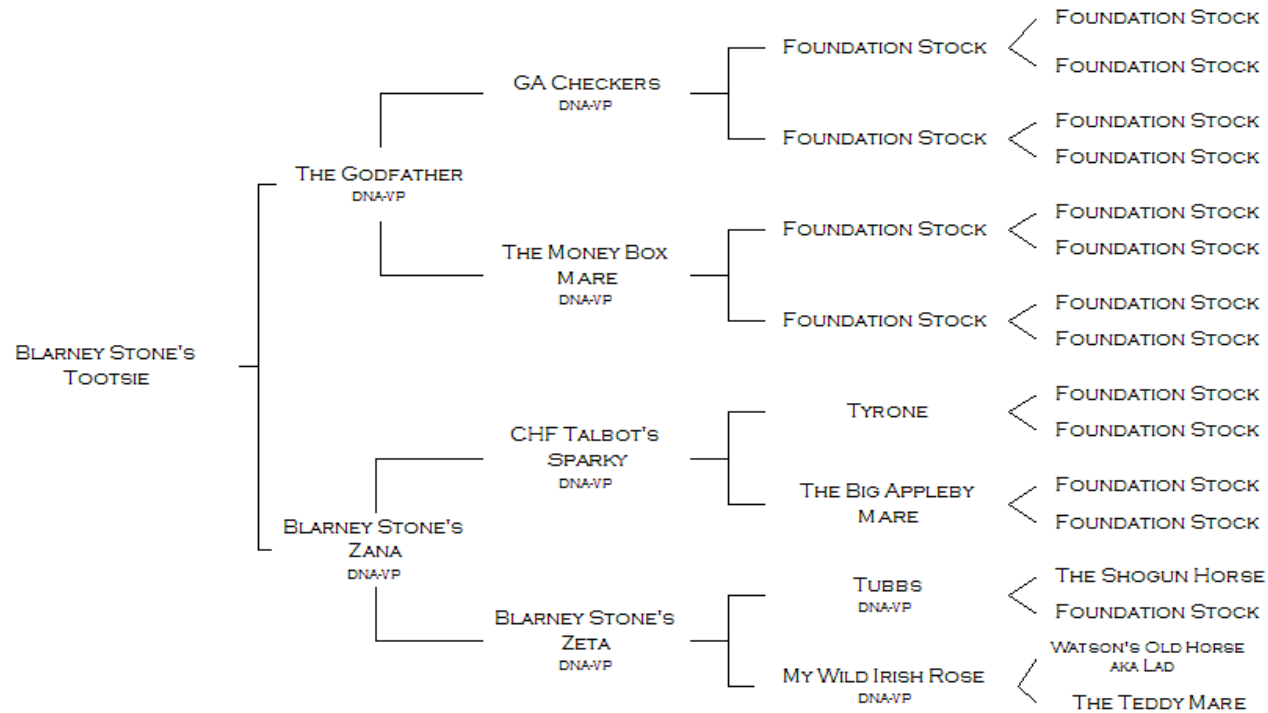 Foundation Stock
Foundation Stock
Foundation Stock
GA Checkers
DNA-VP
Foundation Stock
Foundation Stock
Foundation Stock
The Godfather
DNA-VP
Foundation Stock
Foundation Stock
Foundation Stock
The Money Box
Mare
DNA-VP
Foundation Stock
Foundation Stock
Foundation Stock
Blarney Stone's
Tootsie
Foundation Stock
Tyrone
Foundation Stock
CHF Talbot's
Sparky
DNA-VP
Foundation Stock
The Big Appleby
Mare
Foundation Stock
Blarney Stone's
Zana
DNA-VP
The Shogun Horse
Tubbs
DNA-VP
Foundation Stock
Blarney Stone's
Zeta
DNA-VP
Watson's Old Horse
aka Lad
My Wild Irish Rose
DNA-VP
The Teddy Mare